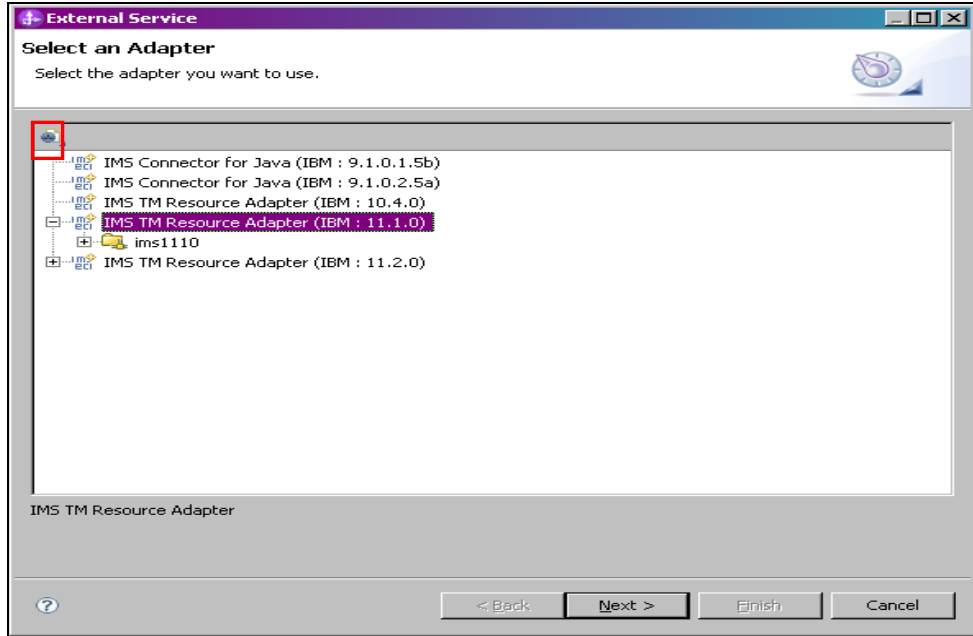 External Service
Select an Adapter
Select the adapter you want to use.
IMS Connector for Java (IBM : 9.1.0.1.5b)
IMS Connector for Java (IBM : 9.1.0.2.5a)
IMS TM Resource Adapter (IBM : 10.4.0)
IMS TM Resource Adapter (IBM : 11.1.0)
ims1110
IMS TM Resource Adapter (IBM : 11.2.0)
IMS TM Resource Adapter
< Back Next > Finish Cancel